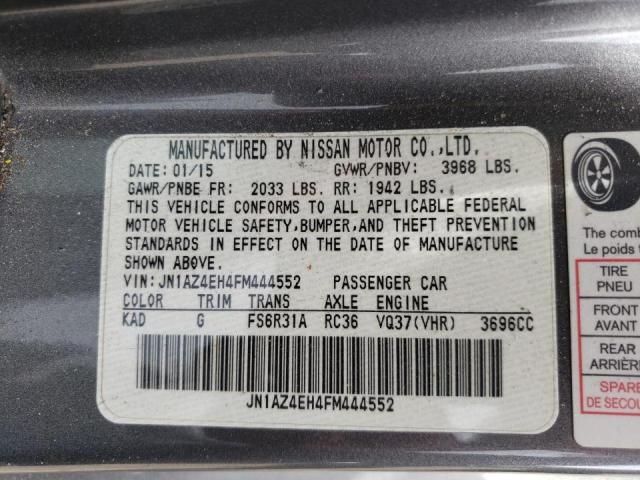 MANUFACTURED BY NISSAN MOTOR CO.,LTD.
DATE: 01/15 GVWR/PNBV: 3968 LBS.
GAWR/PNBE FR: 2033 LBS. RR: 1942 LBS.
THIS VEHICLE CONFORMS TO ALL APPLICABLE FEDERAL
MOTOR VEHICLE SAFETY,BUMPER,AND THEFT PREVENTION
STANDARDS IN EFFECT ON THE DATE OF MANUFACTURE
SHOWN ABOVE.
VIN:JN1AZ4EH4FM444552 PASSENGER CAR
COLOR TRIM TRANS AXLE ENGINE
KAD G FS6R31A RC36 VQ37(VHR) 3696CC
JN1AZ4EH4FM444552
The comb
Le poids t
TIRE
PNEU
FRONT
AVANT
REAR
ARRIÈRE
SPARE
DE SECOU